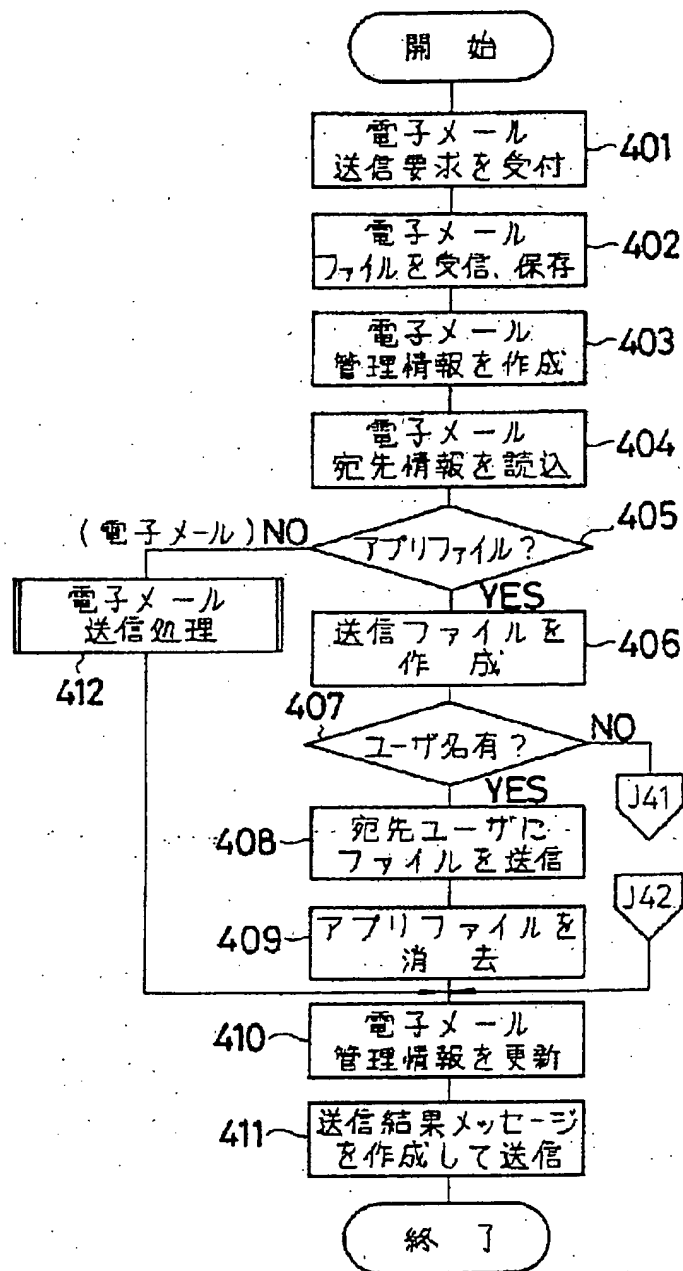 開 始
電子メール
送信要求を受付
401
電子メール
ファイルを受信、保存
402
電子メール
管理情報を作成
403
電子メール
宛先情報を読込
404
405
(電子メール) NO
アプリファイル?
YES
電子メール
送信処理
412
送信ファイルを
作 成
406
407
ユーザ名有?
NO
J41
YES
408
宛先ユーザに
ファイルを送信
J42
409
アプリファイルを
消 去
410
電子メール
管理情報を更新
411
送信結果メッセージ
を作成して送信
終 了